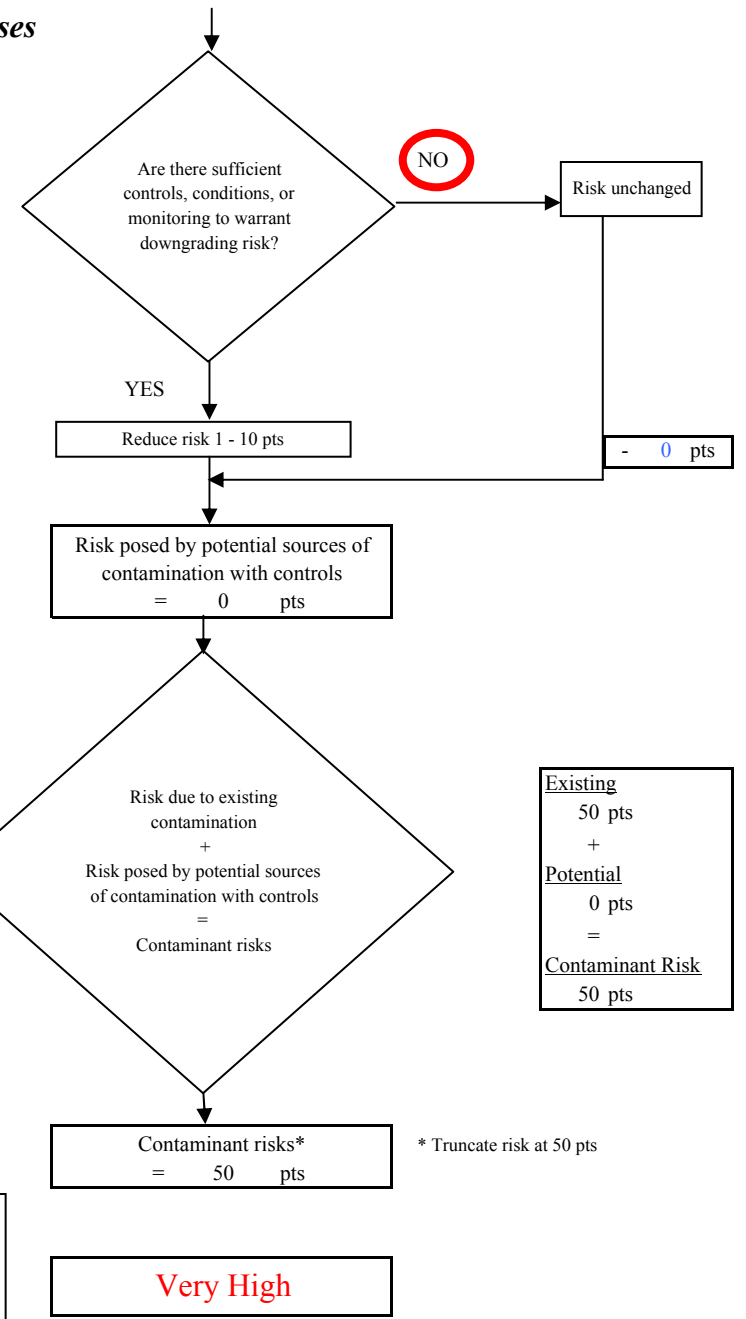 ses
Are there sufficient
controls, conditions, or
monitoring to warrant
downgrading risk?
NO
Risk unchanged
YES
Reduce risk 1 - 10 pts
- 0 pts
Risk posed by potential sources of
contamination with controls
= 0 pts
Risk due to existing
contamination
+
Risk posed by potential sources
of contamination with controls
=
Contaminant risks
Existing
50 pts
+
Potential
0 pts
=
Contaminant Risk
50 pts
Contaminant risks*
= 50 pts
* Truncate risk at 50 pts
Very High